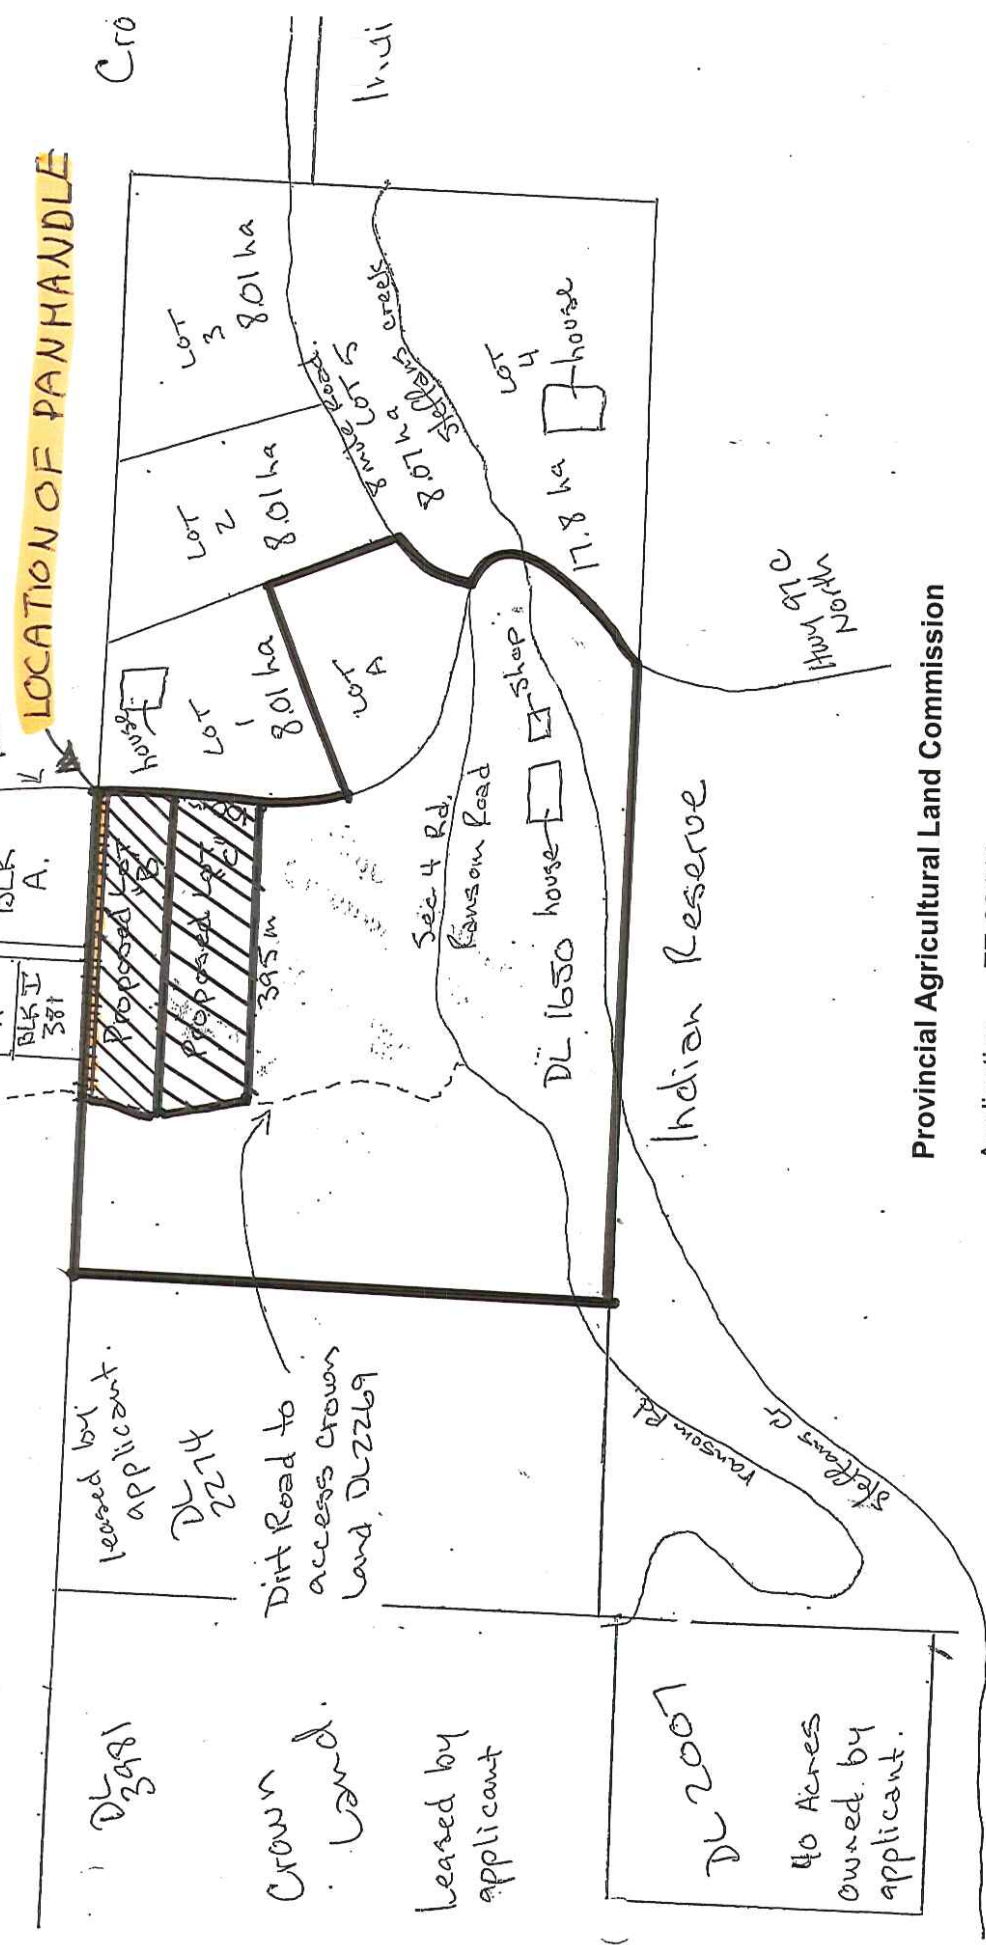 LOCATION OF PANHANDLE
Cro
Indi
BLK
A.
BLK I
381
Proposed LOT
"B"
Proposed LOT
"C"
395 m
house
LOT
1
8.01 ha
LOT
2
8.01 ha
LOT
3
8.01 ha
LOT
A
8 mile Road.
LOT 5
8.07 ha
Steffens creek
LOT
4
house
17.8 ha
Sec 4 Rd.
Ransom Road
DL 1650
house
shop
Hwy 97C
North
Indian Reserve
leased by
applicant.
DL
2274
Dirt Road to
access crown
land. DL2269
ransom Rd.
Steffans Cr
DL
3981
Crown
Land.
Leased by
applicant
DL 2007
40 Acres
owned by
applicant.
Provincial Agricultural Land Commission